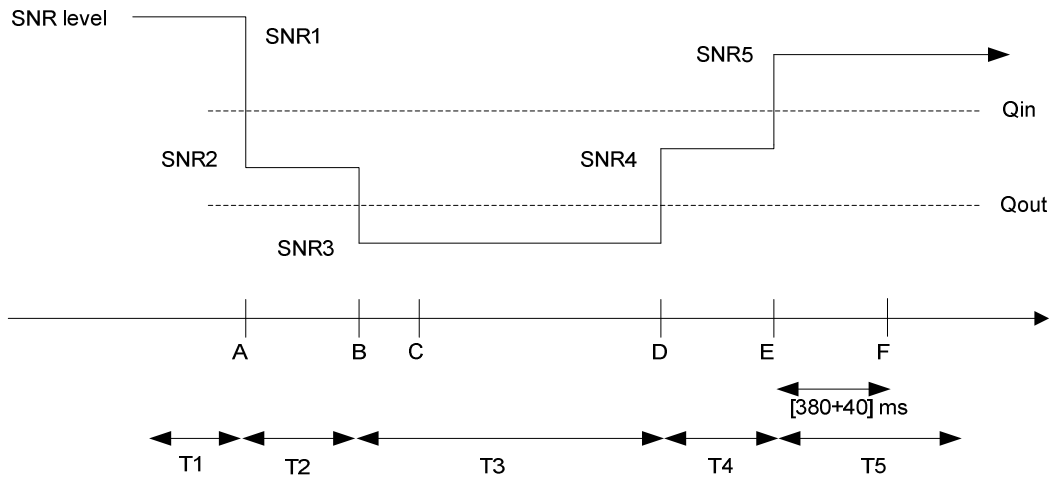 SNR level
SNR1
SNR5
Qin
SNR2
SNR4
Qout
SNR3
A B C D E F
[380+40] ms
T1 T2 T3 T4 T5